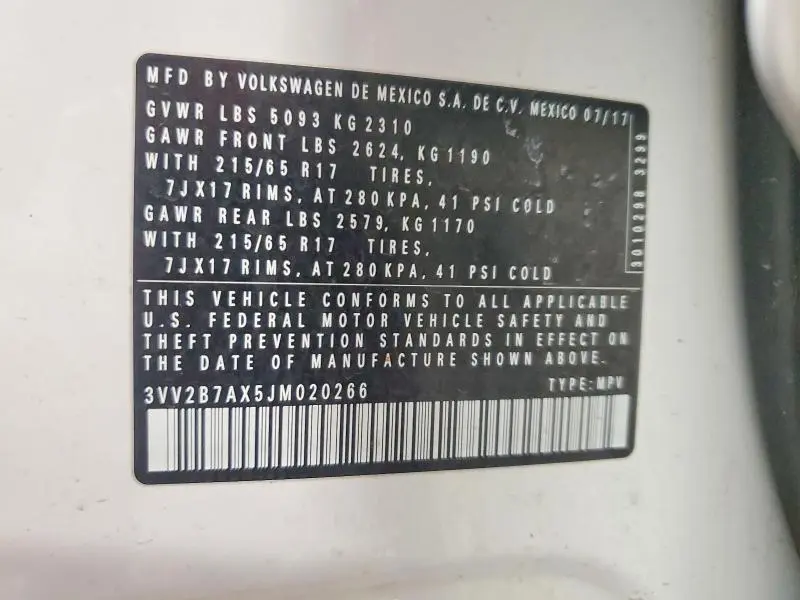 MFD BY VOLKSWAGEN DE MEXICO S.A. DE C.V. MEXICO 07/17
GVWR LBS 5093 KG 2310
GAWR FRONT LBS 2624, KG 1190
WITH 215/65 R17 TIRES,
7JX17 RIMS, AT 280 KPA, 41 PSI COLD
GAWR REAR LBS 2579, KG 1170
WITH 215/65 R17 TIRES,
7JX17 RIMS, AT 280 KPA, 41 PSI COLD
3010298 3299
THIS VEHICLE CONFORMS TO ALL APPLICABLE
U.S. FEDERAL MOTOR VEHICLE SAFETY AND
THEFT PREVENTION STANDARDS IN EFFECT ON
THE DATE OF MANUFACTURE SHOWN ABOVE.
3VV2B7AX5JM020266 TYPE: MPV